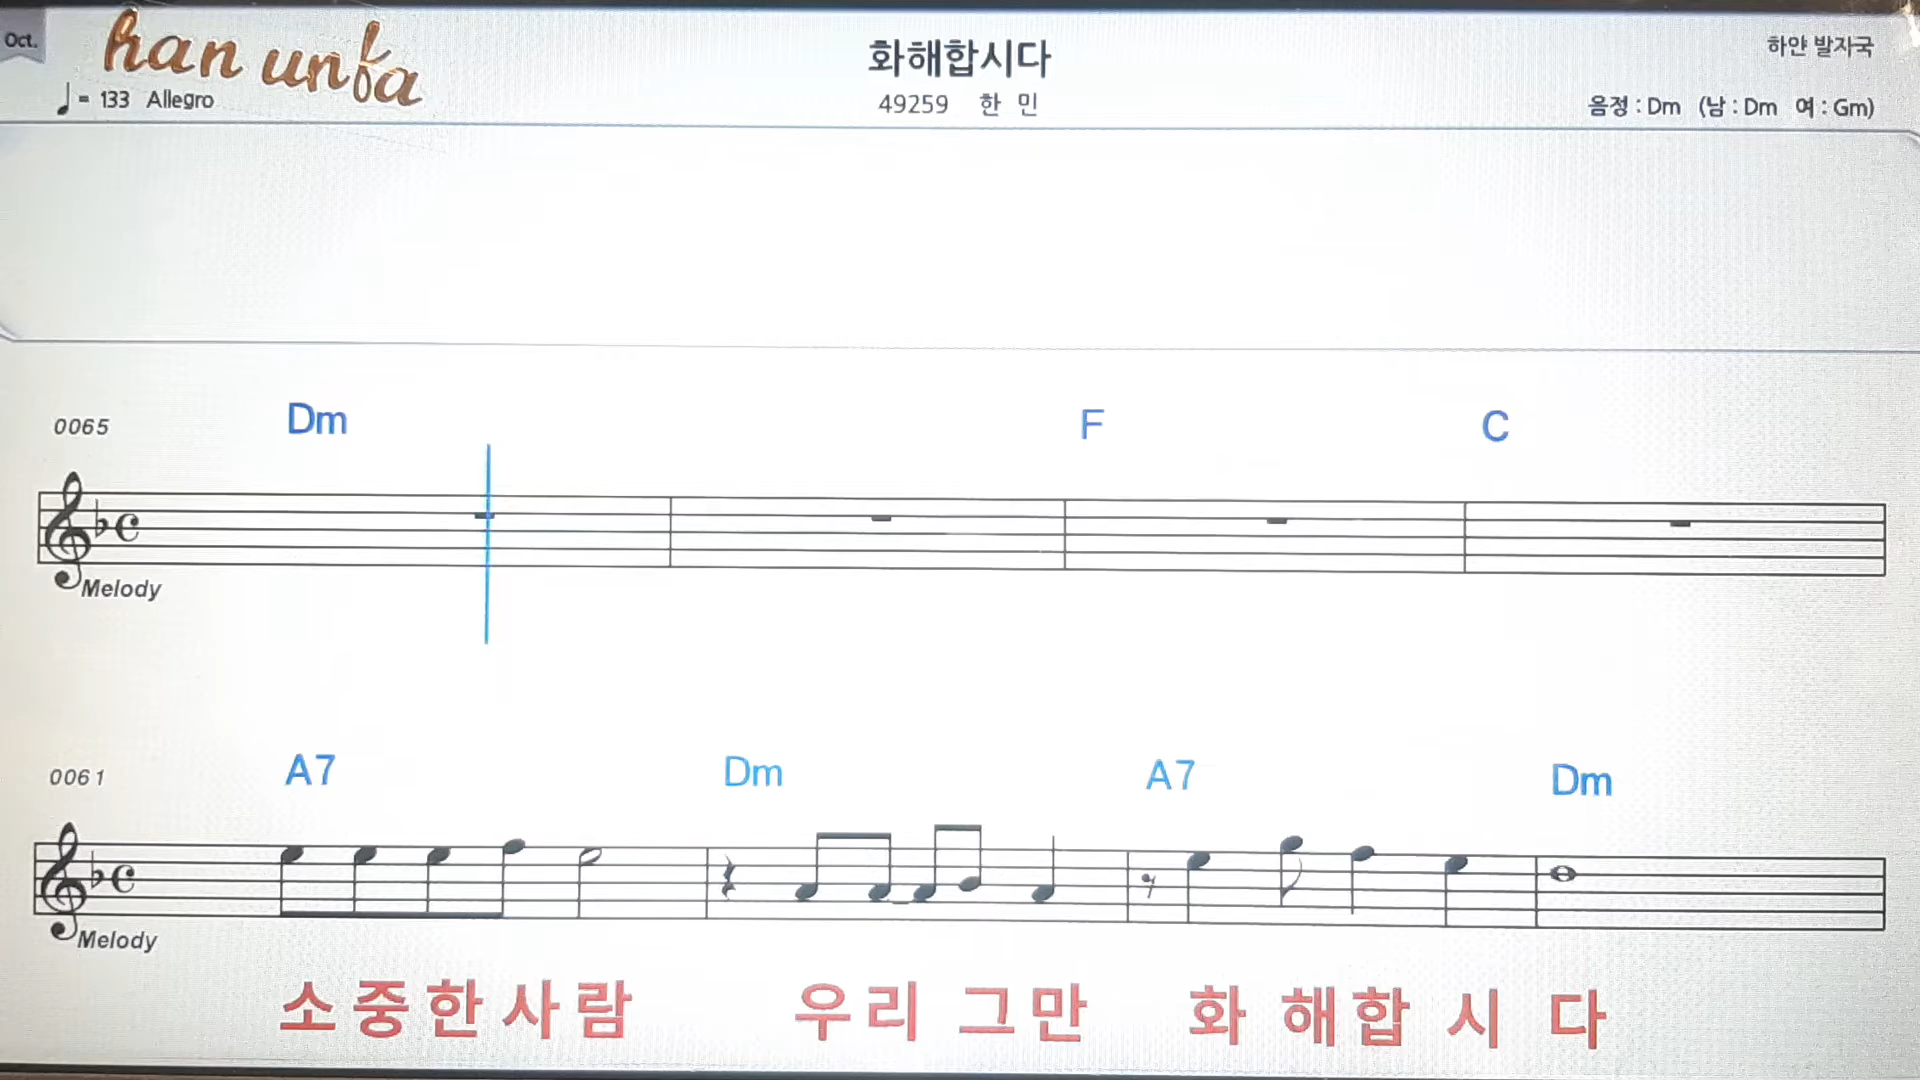 Oct.
han unfa
화해합시다
하얀 발자국
= 133 Allegro
49259 한 민
음정 : Dm (남 : Dm 여 : Gm)
0065 Dm F C
Melody
0061 A7 Dm A7 Dm
Melody
소중한사람 우리 그만 화 해합 시 다